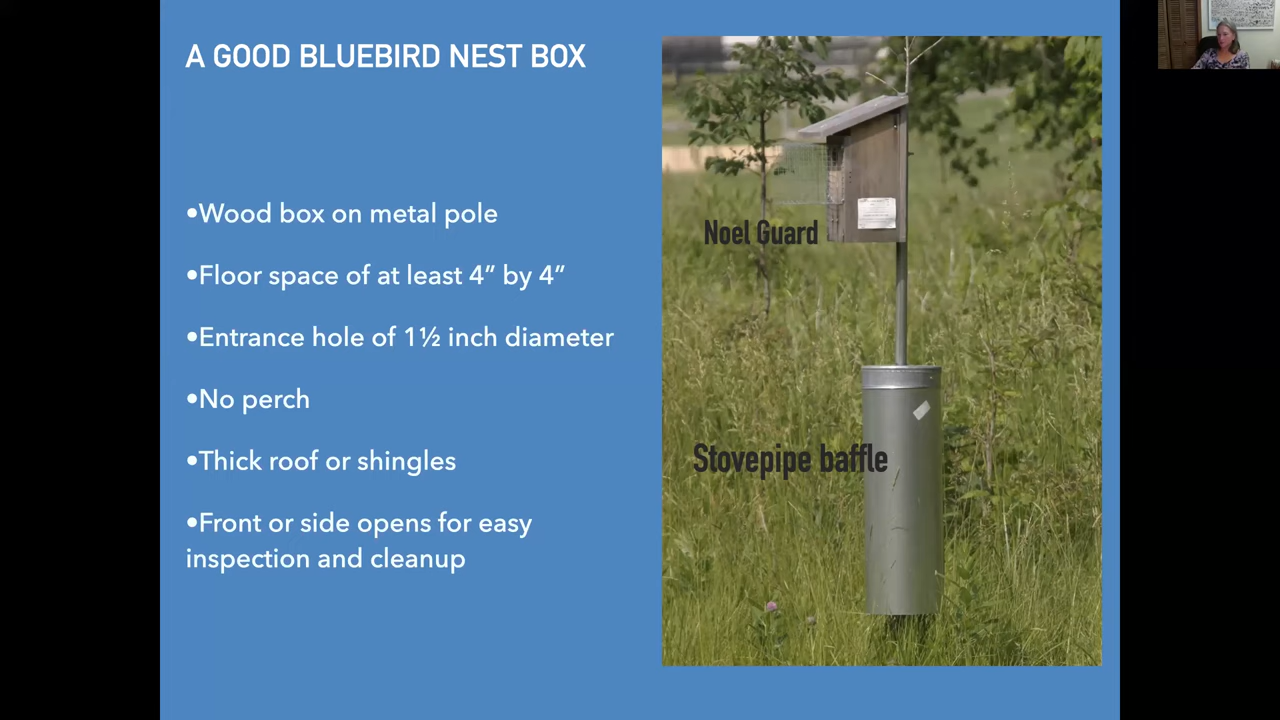 A GOOD BLUEBIRD NEST BOX
•Wood box on metal pole
•Floor space of at least 4” by 4”
•Entrance hole of 1½ inch diameter
•No perch
•Thick roof or shingles
•Front or side opens for easy
inspection and cleanup
Noel Guard
Stovepipe baffle